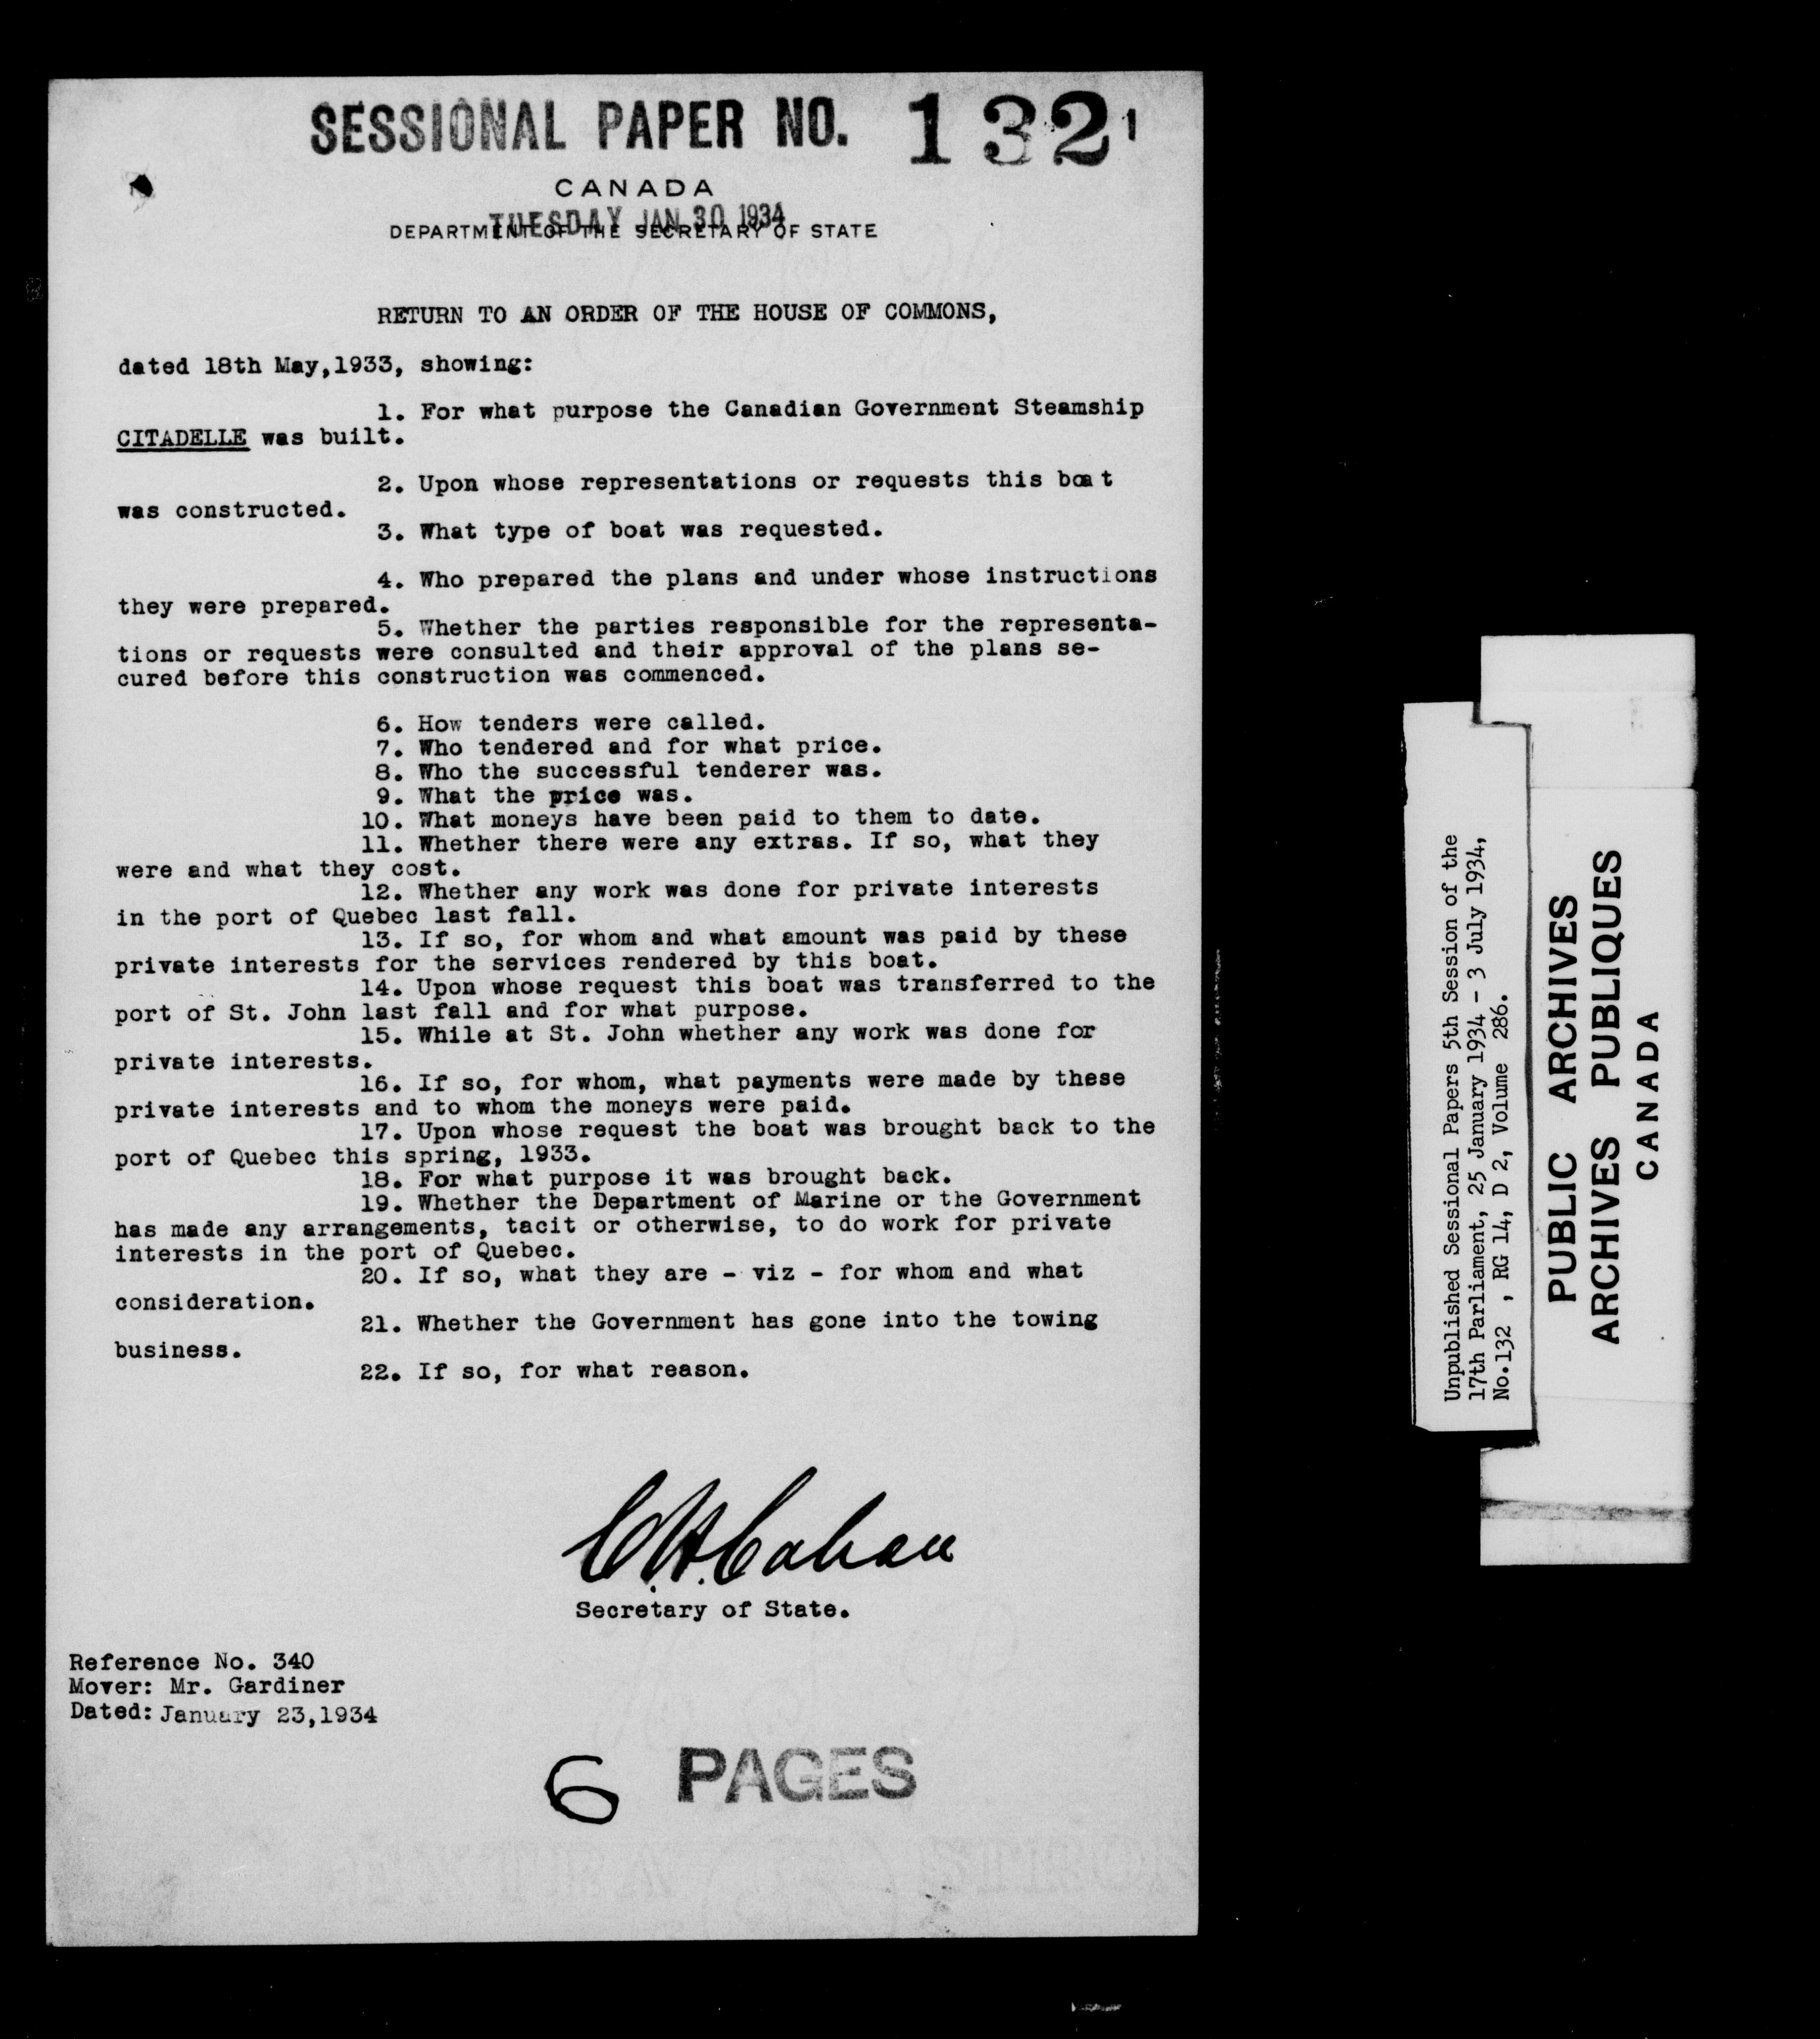 SESSIONAL PAPER NO. 132 1
CANADA
TUESDAY JAN 30 1934
DEPARTMENT OF THE SECRETARY OF STATE
RETURN TO AN ORDER OF THE HOUSE OF COMMONS,
dated 18th May,1933, showing:
1. For what purpose the Canadian Government Steamship
CITADELLE was built.
2. Upon whose representations or requests this boat
was constructed.
3. What type of boat was requested.
4. Who prepared the plans and under whose instructions
they were prepared.
5. Whether the parties responsible for the representa-
tions or requests were consulted and their approval of the plans se-
cured before this construction was commenced.
6. How tenders were called.
7. Who tendered and for what price.
8. Who the successful tenderer was.
9. What the price was.
10. What moneys have been paid to them to date.
11. Whether there were any extras. If so, what they
were and what they cost.
12. Whether any work was done for private interests
in the port of Quebec last fall.
13. If so, for whom and what amount was paid by these
private interests for the services rendered by this boat.
14. Upon whose request this boat was transferred to the
port of St. John last fall and for what purpose.
15. While at St. John whether any work was done for
private interests.
16. If so, for whom, what payments were made by these
private interests and to whom the moneys were paid.
17. Upon whose request the boat was brought back to the
port of Quebec this spring, 1933.
18. For what purpose it was brought back.
19. Whether the Department of Marine or the Government
has made any arrangements, tacit or otherwise, to do work for private
interests in the port of Quebec.
20. If so, what they are - viz - for whom and what
consideration.
21. Whether the Government has gone into the towing
business.
22. If so, for what reason.
C.H.Cahan
Secretary of State.
Reference No. 340
Mover: Mr. Gardiner
Dated: January 23,1934
6 PAGES
Unpublished Sessional Papers 5th Session of the
17th Parliament, 25 January 1934 - 3 July 1934,
No.132 , RG 14, D 2, Volume 286.
PUBLIC ARCHIVES
ARCHIVES PUBLIQUES
CANADA